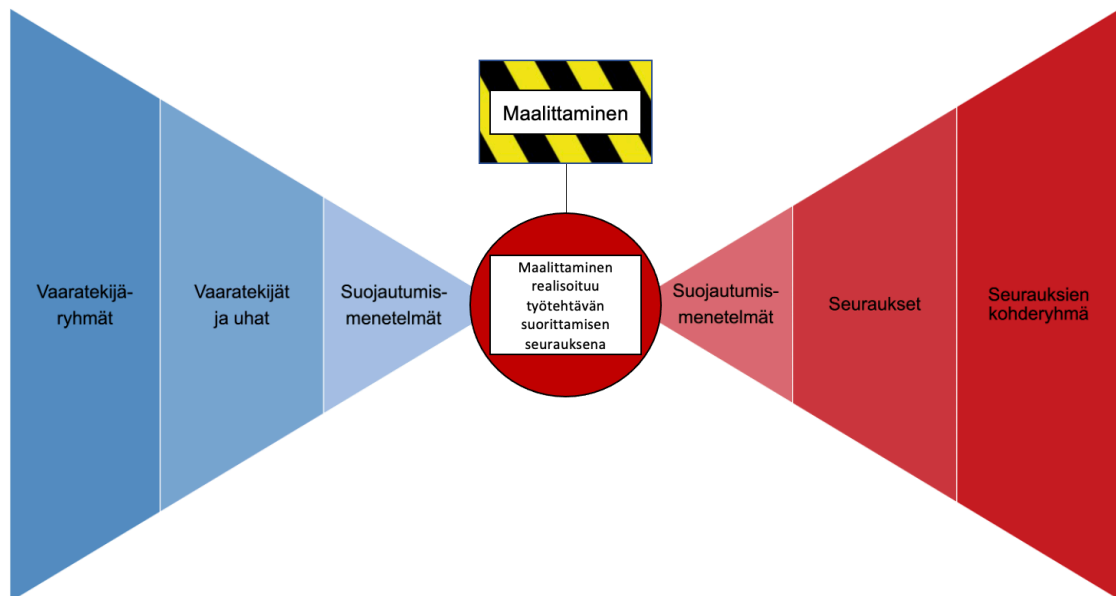 Maalittaminen
Vaaratekijä-
ryhmät
Vaaratekijät
ja uhat
Suojautumis-
menetelmät
Maalittaminen
realisoituu
työtehtävän
suorittamisen
seurauksena
Suojautumis-
menetelmät
Seuraukset
Seurauksien
kohderyhmä